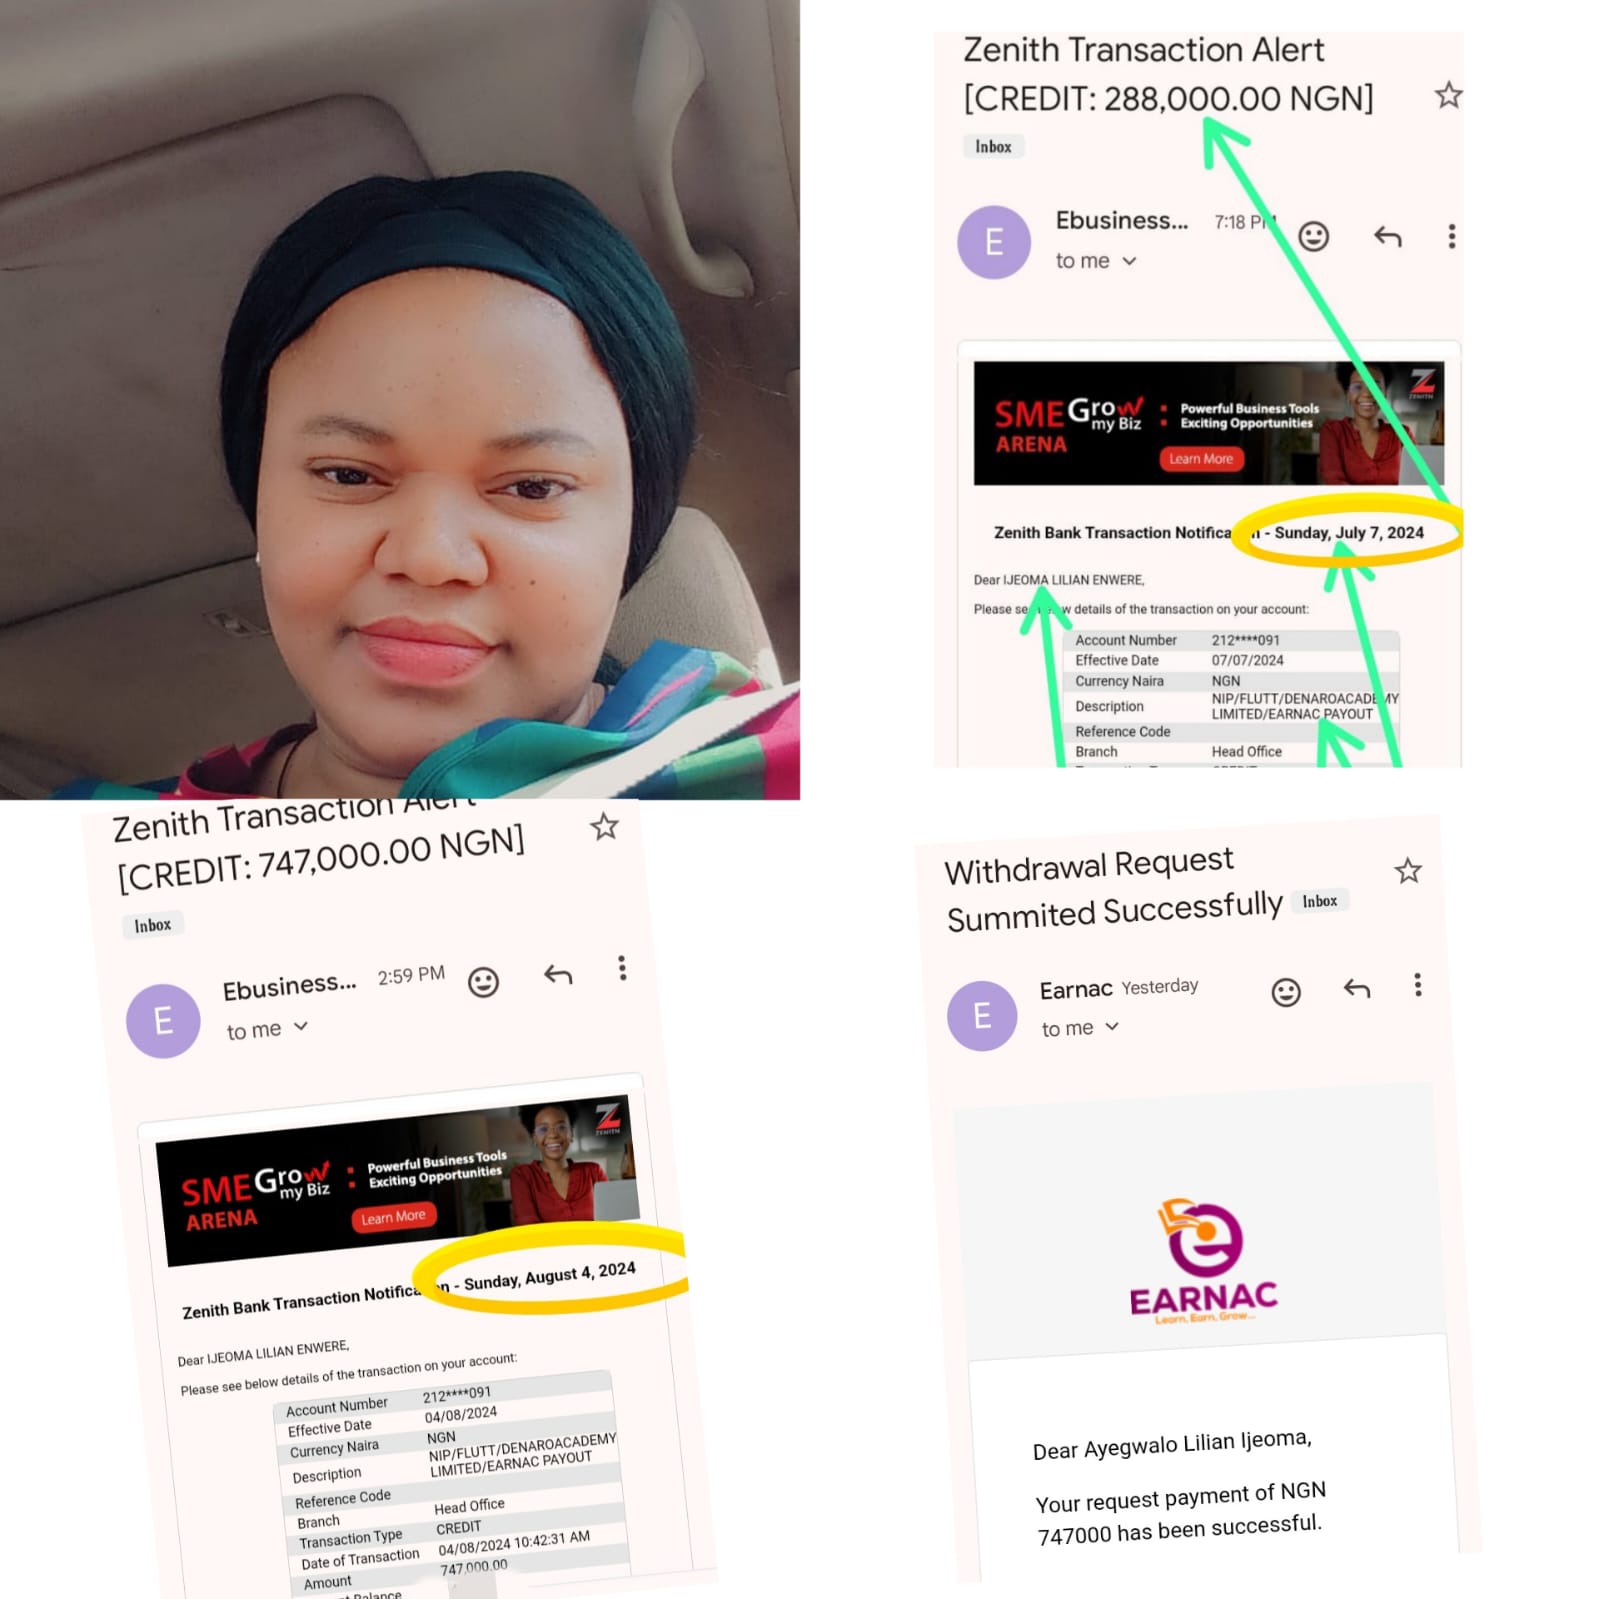 Zenith Transaction Alert
[CREDIT: 288,000.00 NGN]
Inbox
E
Ebusiness... 7:18 PM
to me
SME Grow my Biz
ARENA
Powerful Business Tools
Exciting Opportunities
Learn More
Z
ZENITH
Zenith Bank Transaction Notifica n - Sunday, July 7, 2024
Dear IJEOMA LILIAN ENWERE,
Please se w details of the transaction on your account:
Account Number 212****091
Effective Date 07/07/2024
Currency Naira NGN
Description NIP/FLUTT/DENAROACADEMY
LIMITED/EARNAC PAYOUT
Reference Code
Branch Head Office
Zenith Transaction Alert
[CREDIT: 747,000.00 NGN]
Inbox
E
Ebusiness... 2:59 PM
to me
SME Grow my Biz
ARENA
Powerful Business Tools
Exciting Opportunities
Learn More
Z
ZENITH
Zenith Bank Transaction Notifica n - Sunday, August 4, 2024
Dear IJEOMA LILIAN ENWERE,
Please see below details of the transaction on your account:
Account Number 212****091
Effective Date 04/08/2024
Currency Naira NGN
Description NIP/FLUTT/DENAROACADEMY
LIMITED/EARNAC PAYOUT
Reference Code
Branch Head Office
Transaction Type CREDIT
Date of Transaction 04/08/2024 10:42:31 AM
Amount 747,000.00
Balance
Withdrawal Request
Summited Successfully Inbox
E
Earnac Yesterday
to me
e
EARNAC
Learn, Earn, Grow...
Dear Ayegwalo Lilian Ijeoma,
Your request payment of NGN
747000 has been successful.